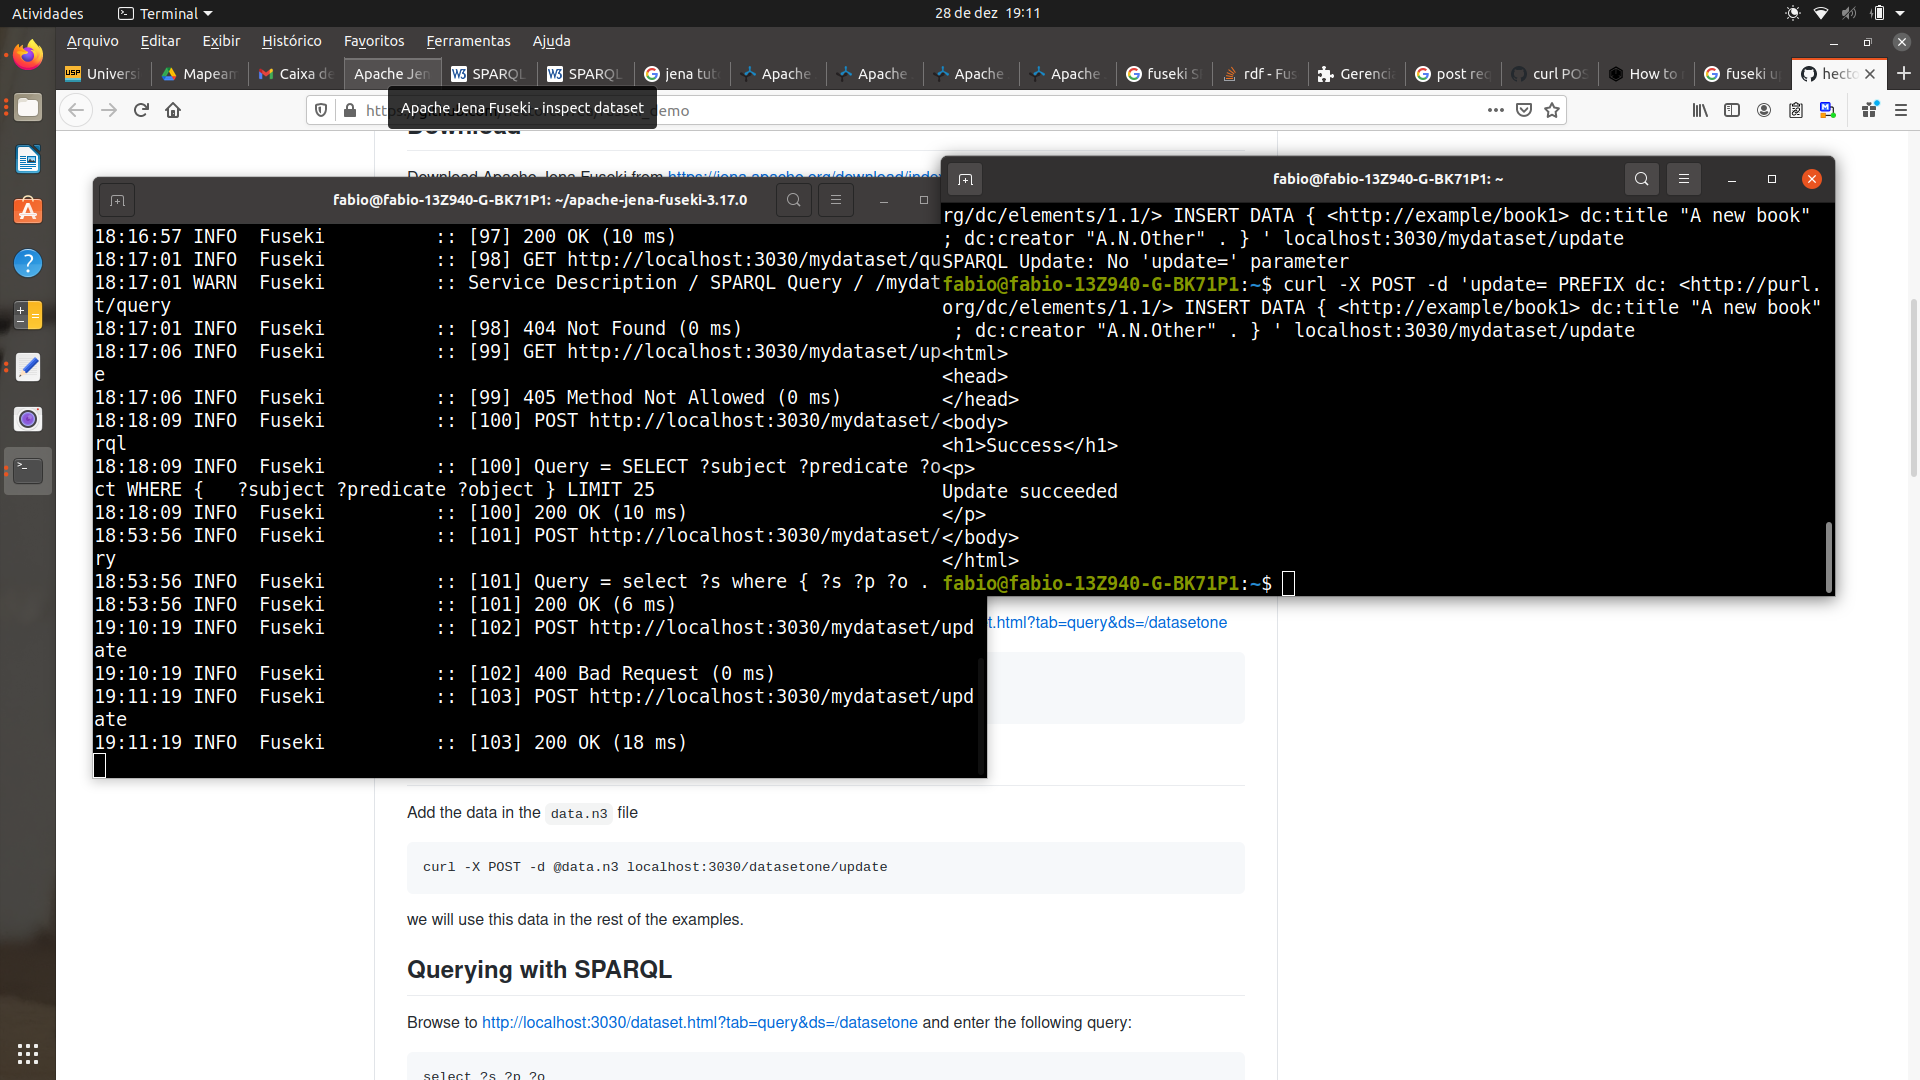 Atividades
Terminal
28 de dez 19:11
Arquivo Editar Exibir Histórico Favoritos Ferramentas Ajuda
Universi
Mapeam
Caixa de
Apache Jen
SPARQL
SPARQL
jena tut
Apache
Apache
Apache
Apache
fuseki S
rdf - Fus
Gerencia
post req
curl POS
How to
fuseki u
hecto
Apache Jena Fuseki - inspect dataset
_demo
Download
fabio@fabio-13Z940-G-BK71P1: ~/apache-jena-fuseki-3.17.0
18:16:57 INFO  Fuseki          :: [97] 200 OK (10 ms)
18:17:01 INFO  Fuseki          :: [98] GET http://localhost:3030/mydataset/qu
18:17:01 WARN  Fuseki          :: Service Description / SPARQL Query / /mydat
t/query
18:17:01 INFO  Fuseki          :: [98] 404 Not Found (0 ms)
18:17:06 INFO  Fuseki          :: [99] GET http://localhost:3030/mydataset/up
e
18:17:06 INFO  Fuseki          :: [99] 405 Method Not Allowed (0 ms)
18:18:09 INFO  Fuseki          :: [100] POST http://localhost:3030/mydataset/
rql
18:18:09 INFO  Fuseki          :: [100] Query = SELECT ?subject ?predicate ?o
ct WHERE {   ?subject ?predicate ?object } LIMIT 25
18:18:09 INFO  Fuseki          :: [100] 200 OK (10 ms)
18:53:56 INFO  Fuseki          :: [101] POST http://localhost:3030/mydataset/
ry
18:53:56 INFO  Fuseki          :: [101] Query = select ?s where { ?s ?p ?o .
18:53:56 INFO  Fuseki          :: [101] 200 OK (6 ms)
19:10:19 INFO  Fuseki          :: [102] POST http://localhost:3030/mydataset/upd
ate
19:10:19 INFO  Fuseki          :: [102] 400 Bad Request (0 ms)
19:11:19 INFO  Fuseki          :: [103] POST http://localhost:3030/mydataset/upd
ate
19:11:19 INFO  Fuseki          :: [103] 200 OK (18 ms)
fabio@fabio-13Z940-G-BK71P1: ~
rg/dc/elements/1.1/> INSERT DATA { <http://example/book1> dc:title "A new book"
; dc:creator "A.N.Other" . } ' localhost:3030/mydataset/update
SPARQL Update: No 'update=' parameter
fabio@fabio-13Z940-G-BK71P1:~$ curl -X POST -d 'update= PREFIX dc: <http://purl.
org/dc/elements/1.1/> INSERT DATA { <http://example/book1> dc:title "A new book"
 ; dc:creator "A.N.Other" . } ' localhost:3030/mydataset/update
<html>
<head>
</head>
<body>
<h1>Success</h1>
<p>
Update succeeded
</p>
</body>
</html>
fabio@fabio-13Z940-G-BK71P1:~$
t.html?tab=query&ds=/datasetone
Add the data in the data.n3 file
curl -X POST -d @data.n3 localhost:3030/datasetone/update
we will use this data in the rest of the examples.
Querying with SPARQL
Browse to http://localhost:3030/dataset.html?tab=query&ds=/datasetone and enter the following query:
select ?s ?p ?o